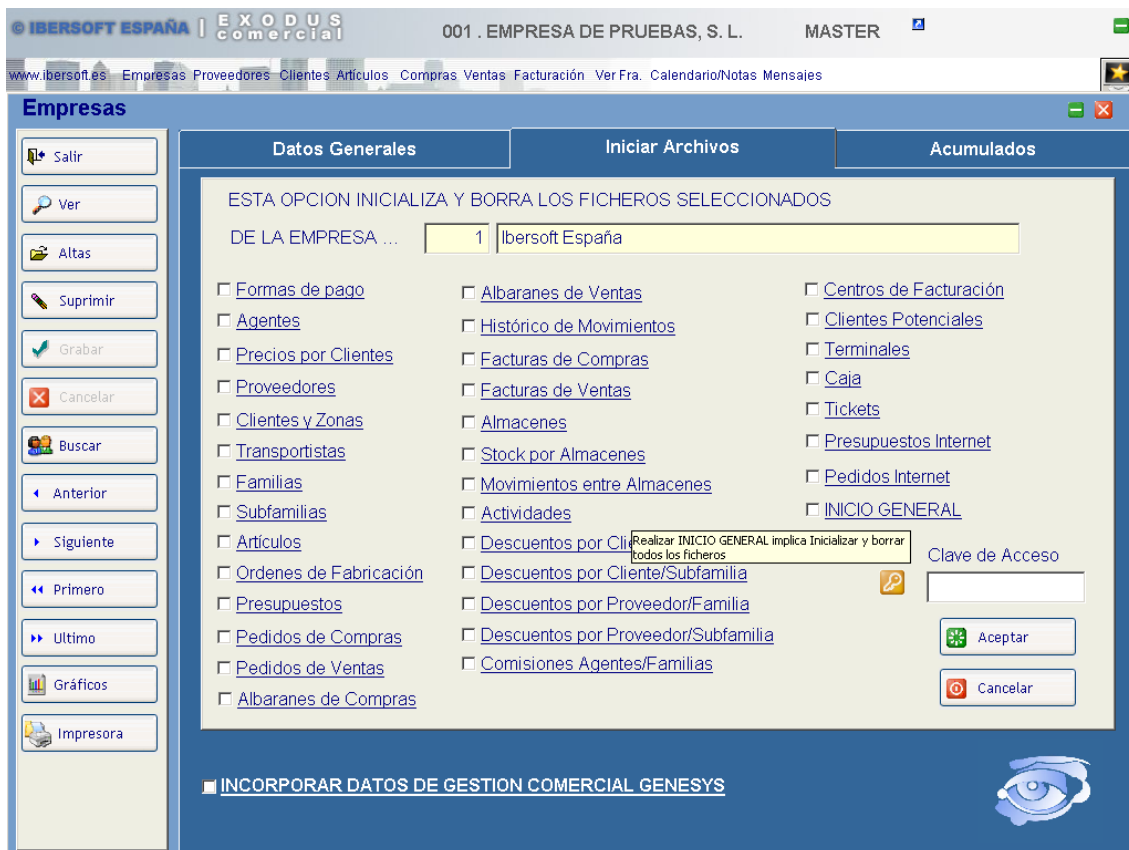 © IBERSOFT ESPAÑA | EXODUS comercial 001 . EMPRESA DE PRUEBAS, S. L. MASTER
www.ibersoft.es Empresas Proveedores Clientes Artículos Compras Ventas Facturación Ver Fra. Calendario/Notas Mensajes
Empresas
Salir
Ver
Altas
Suprimir
Grabar
Cancelar
Buscar
Anterior
Siguiente
Primero
Ultimo
Gráficos
Impresora
Datos Generales Iniciar Archivos Acumulados
ESTA OPCION INICIALIZA Y BORRA LOS FICHEROS SELECCIONADOS
DE LA EMPRESA ... 1 Ibersoft España
Formas de pago
Agentes
Precios por Clientes
Proveedores
Clientes y Zonas
Transportistas
Familias
Subfamilias
Artículos
Ordenes de Fabricación
Presupuestos
Pedidos de Compras
Pedidos de Ventas
Albaranes de Compras
Albaranes de Ventas
Histórico de Movimientos
Facturas de Compras
Facturas de Ventas
Almacenes
Stock por Almacenes
Movimientos entre Almacenes
Actividades
Descuentos por
Descuentos por Cliente/Subfamilia
Descuentos por Proveedor/Familia
Descuentos por Proveedor/Subfamilia
Comisiones Agentes/Familias
Centros de Facturación
Clientes Potenciales
Terminales
Caja
Tickets
Presupuestos Internet
Pedidos Internet
INICIO GENERAL
Realizar INICIO GENERAL implica Inicializar y borrar
todos los ficheros
Clave de Acceso
Aceptar
Cancelar
INCORPORAR DATOS DE GESTION COMERCIAL GENESYS